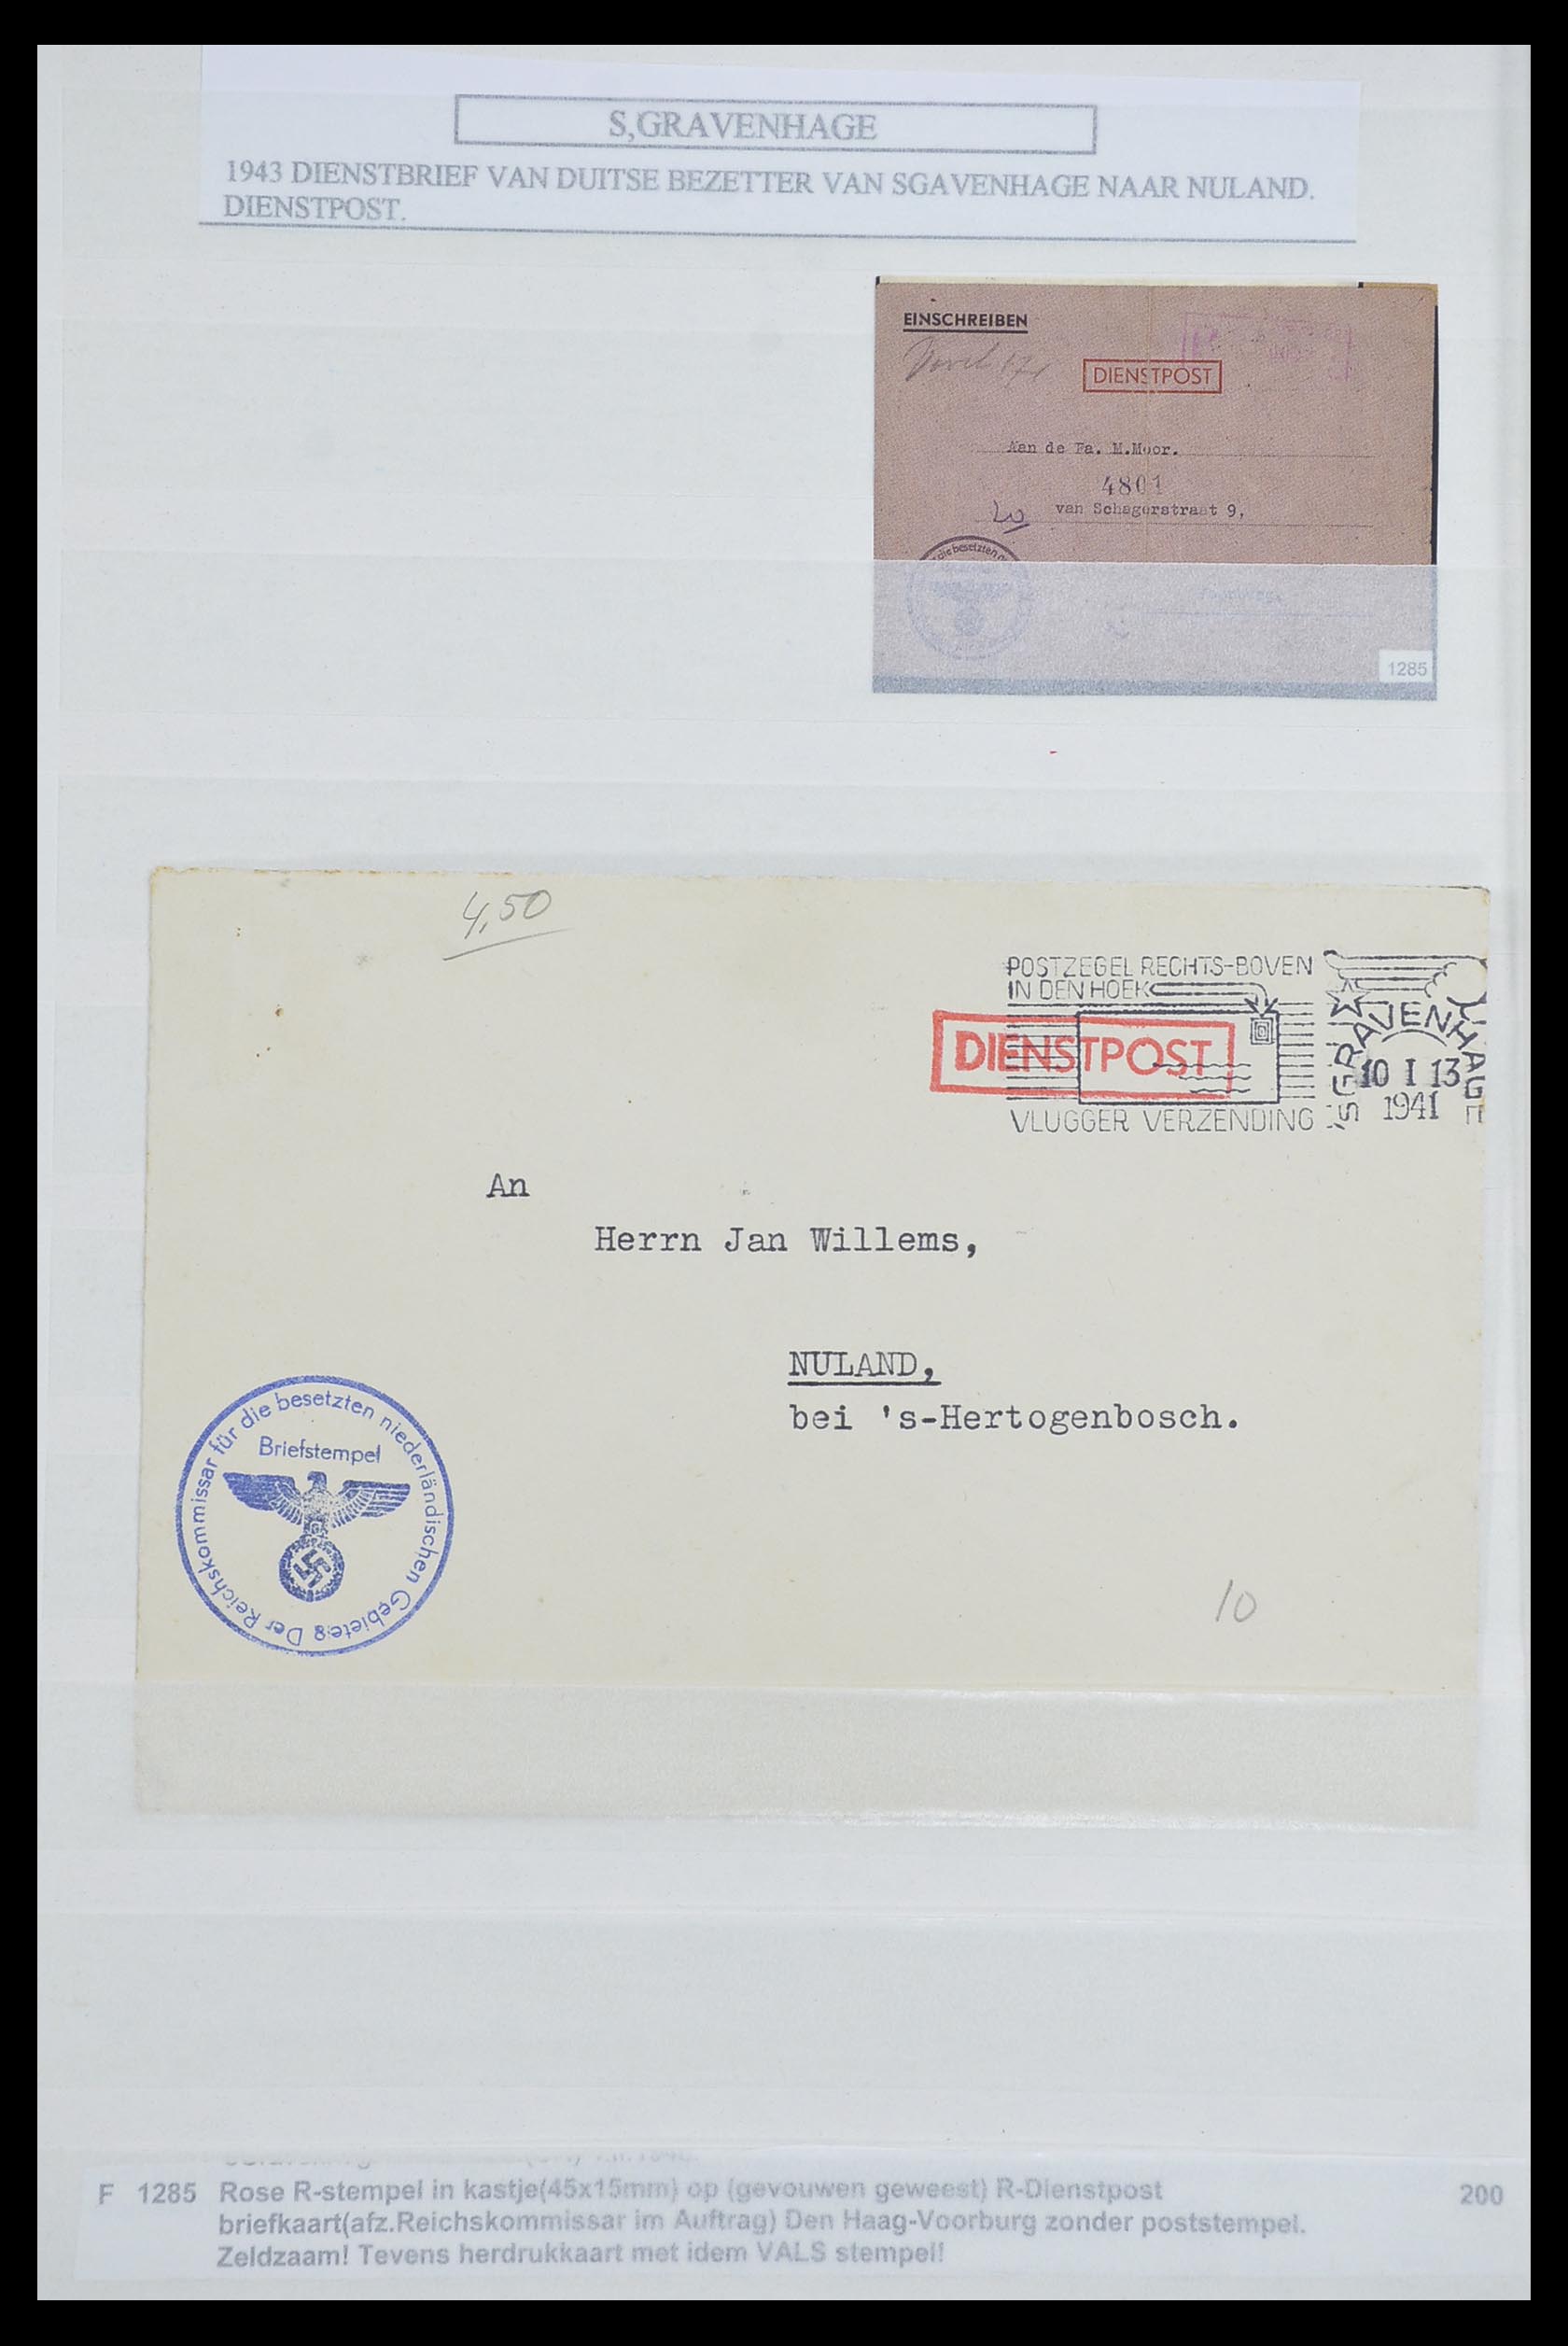 S,GRAVENHAGE
1943 DIENSTBRIEF VAN DUITSE BEZETTER VAN SGAVENHAGE NAAR NULAND.
DIENSTPOST.
EINSCHREIBEN
DIENSTPOST
Aan de Fa. M.Moor.
4801
van Schagerstraat 9,
die besetzten
1285
4,50
POSTZEGEL RECHTS-BOVEN
IN DEN HOEK
DIENSTPOST
VLUGGER VERZENDING
'SGRAVENHAGE
10 I 13
1941
An
Herrn Jan Willems,
NULAND,
bei 's-Hertogenbosch.
Der Reichskommissar für die besetzten niederländischen Gebiete
Briefstempel
10
F 1285 Rose R-stempel in kastje(45x15mm) op (gevouwen geweest) R-Dienstpost 200
briefkaart(afz.Reichskommissar im Auftrag) Den Haag-Voorburg zonder poststempel.
Zeldzaam! Tevens herdrukkaart met idem VALS stempel!